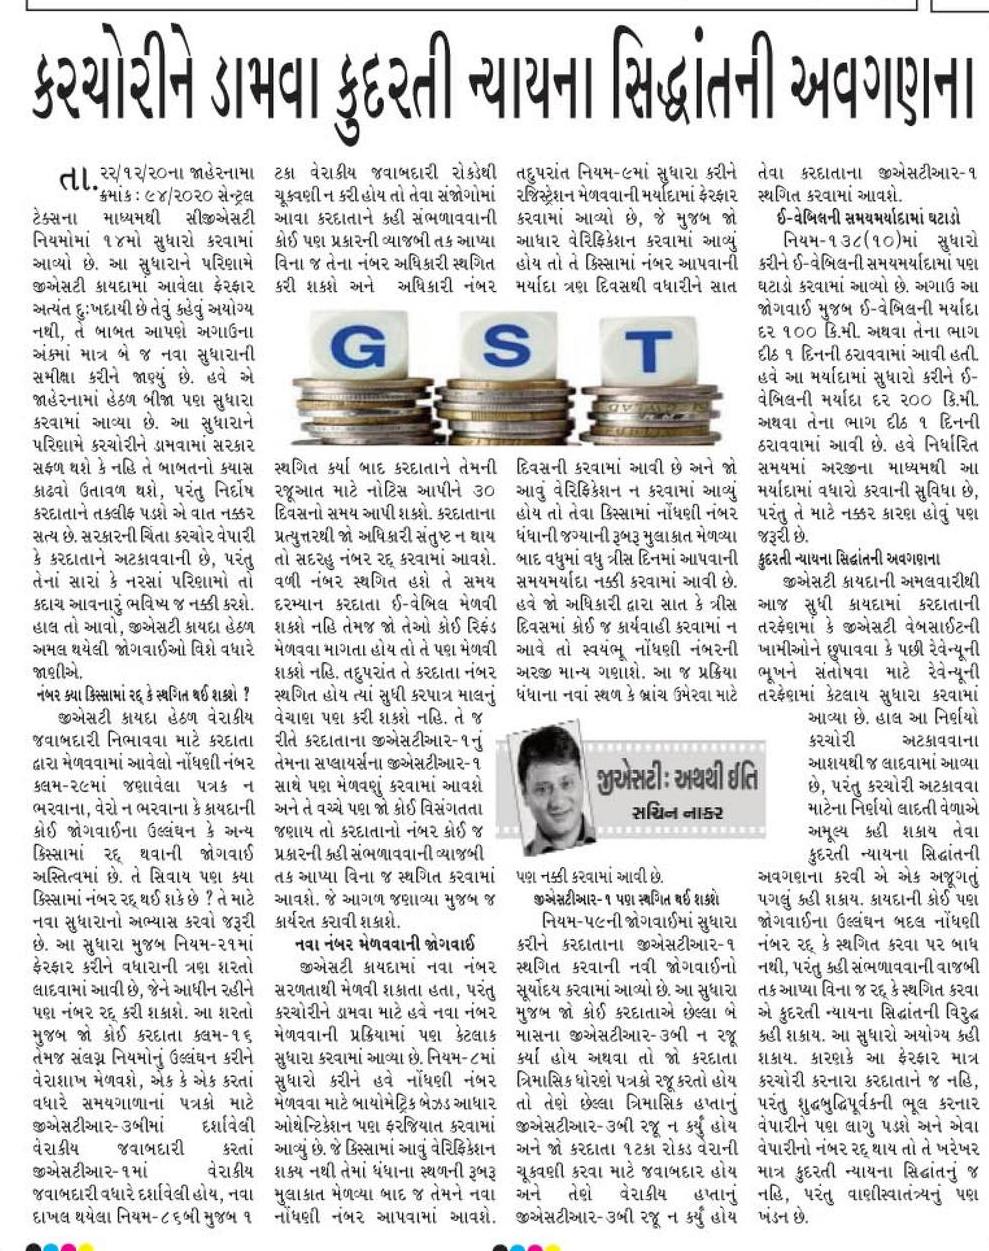 કરચોરીને ડામવા કુદરતી ન્યાયના સિદ્ધાંતની અવગણના
તા. ૨૨/૧૨/૨૦ના જાહેરનામા
ક્રમાંક : ૯૪/૨૦૨૦ સેન્ટ્રલ
ટેક્સના માધ્યમથી સીજીએસટી
નિયમોમાં ૧૪મો સુધારો કરવામાં
આવ્યો છે. આ સુધારાને પરિણામે
જીએસટી કાયદામાં આવેલા ફેરફાર
અત્યંત દુઃખદાયી છે તેવું કહેવું અયોગ્ય
નથી, તે બાબત આપણે અગાઉના
અંકમાં માત્ર બે જ નવા સુધારાની
સમીક્ષા કરીને જાણ્યું છે. હવે એ
જાહેરનામાં હેઠળ બીજા પણ સુધારા
કરવામાં આવ્યા છે. આ સુધારાને
પરિણામે કરચોરીને ડામવામાં સરકાર
સફળ થશે કે નહિ તે બાબતનો ક્યાસ
કાઢવો ઉતાવળ થશે, પરંતુ નિર્દોષ
કરદાતાને તકલીફ પડશે એ વાત નક્કર
સત્ય છે. સરકારની ચિંતા કરચોર વેપારી
કે કરદાતાને અટકાવવાની છે, પરંતુ
તેનાં સારાં કે નરસાં પરિણામો તો
કદાચ આવનારું ભવિષ્ય જ નક્કી કરશે.
હાલ તો આવો, જીએસટી કાયદા હેઠળ
અમલ થયેલી જોગવાઈઓ વિશે વધારે
જાણીએ.
નંબર ક્યા કિસ્સામાં રદ્દ કે સ્થગિત થઈ શકશે ?
જીએસટી કાયદા હેઠળ વેરાકીય
જવાબદારી નિભાવવા માટે કરદાતા
દ્વારા મેળવવામાં આવેલો નોંધણી નંબર
કલમ-૨૯માં જણાવેલા પત્રક ન
ભરવાના, વેરો ન ભરવાના કે કાયદાની
કોઈ જોગવાઈના ઉલ્લંઘન કે અન્ય
કિસ્સામાં રદ્દ થવાની જોગવાઈ
અસ્તિત્વમાં છે. તે સિવાય પણ ક્યા
કિસ્સામાં નંબર રદ્દ થઈ શકે છે ? તે માટે
નવા સુધારાનો અભ્યાસ કરવો જરૂરી
છે. આ સુધારા મુજબ નિયમ-૨૧માં
ફેરફાર કરીને વધારાની ત્રણ શરતો
લાદવામાં આવી છે, જેને આધીન રહીને
પણ નંબર રદ્દ કરી શકાશે. આ શરતો
મુજબ જો કોઈ કરદાતા કલમ-૧૬
તેમજ સંલગ્ન નિયમોનું ઉલ્લંઘન કરીને
વેરાશાખ મેળવશે, એક કે એક કરતાં
વધારે સમયગાળાનાં પત્રકો માટે
જીએસટીઆર-૩બીમાં દર્શાવેલી
વેરાકીય જવાબદારી કરતાં
જીએસટીઆર-૧માં વેરાકીય
જવાબદારી વધારે દર્શાવેલી હોય, નવા
દાખલ થયેલા નિયમ-૮૬બી મુજબ ૧
ટકા વેરાકીય જવાબદારી રોકડેથી
ચૂકવણી ન કરી હોય તો તેવા સંજોગોમાં
આવા કરદાતાને કહી સંભળાવવાની
કોઈ પણ પ્રકારની વ્યાજબી તક આપ્યા
વિના જ તેના નંબર અધિકારી સ્થગિત
કરી શકશે અને અધિકારી નંબર
GST
સ્થગિત કર્યા બાદ કરદાતાને તેમની
રજૂઆત માટે નોટિસ આપીને ૩૦
દિવસનો સમય આપી શકશે. કરદાતાના
પ્રત્યુત્તરથી જો અધિકારી સંતુષ્ટ ન થાય
તો સદરહુ નંબર રદ્દ કરવામાં આવશે.
વળી નંબર સ્થગિત હશે તે સમય
દરમ્યાન કરદાતા ઈ-વેબિલ મેળવી
શકશે નહિ તેમજ જો તેઓ કોઈ રિફંડ
મેળવવા માગતા હોય તો તે પણ મેળવી
શકશે નહિ. તદુપરાંત તે કરદાતા નંબર
સ્થગિત હોય ત્યાં સુધી કરપાત્ર માલનું
વેચાણ પણ કરી શકશે નહિ. તે જ
રીતે કરદાતાના જીએસટીઆર-૧નું
તેમના સપ્લાયર્સના જીએસટીઆર-૧
સાથે પણ મેળવણું કરવામાં આવશે
અને તે વચ્ચે પણ જો કોઈ વિસંગતતા
જણાય તો કરદાતાનો નંબર કોઈ જ
પ્રકારની કહી સંભળાવવાની વ્યાજબી
તક આપ્યા વિના જ સ્થગિત કરવામાં
આવશે. જે આગળ જણાવ્યા મુજબ જ
કાર્યરત કરાવી શકાશે.
નવા નંબર મેળવવાની જોગવાઈ
જીએસટી કાયદામાં નવા નંબર
સરળતાથી મેળવી શકાતા હતા, પરંતુ
કરચોરીને ડામવા માટે હવે નવા નંબર
મેળવવાની પ્રક્રિયામાં પણ કેટલાક
સુધારા કરવામાં આવ્યા છે. નિયમ-૮માં
સુધારો કરીને હવે નોંધણી નંબર
મેળવવા માટે બાયોમેટ્રિક બેઝડ આધાર
ઓથેન્ટિકેશન પણ ફરજિયાત કરવામાં
આવ્યું છે. જે કિસ્સામાં આવું વેરિફિકેશન
શક્ય નથી તેમાં ધંધાના સ્થળની રૂબરૂ
મુલાકાત મેળવ્યા બાદ જ તેમને નવા
નોંધણી નંબર આપવામાં આવશે.
તદુપરાંત નિયમ-૯માં સુધારા કરીને
રજિસ્ટ્રેશન મેળવવાની મર્યાદામાં ફેરફાર
કરવામાં આવ્યો છે, જે મુજબ જો
આધાર વેરિફિકેશન કરવામાં આવ્યું
હોય તો તે કિસ્સામાં નંબર આપવાની
મર્યાદા ત્રણ દિવસથી વધારીને સાત
દિવસની કરવામાં આવી છે અને જો
આવું વેરિફિકેશન ન કરવામાં આવ્યું
હોય તો તેવા કિસ્સામાં નોંધણી નંબર
ધંધાની જગ્યાની રૂબરૂ મુલાકાત મેળવ્યા
બાદ વધુમાં વધુ ત્રીસ દિનમાં આપવાની
સમયમર્યાદા નક્કી કરવામાં આવી છે.
હવે જો અધિકારી દ્વારા સાત કે ત્રીસ
દિવસમાં કોઈ જ કાર્યવાહી કરવામાં ન
આવે તો સ્વયંભૂ નોંધણી નંબરની
અરજી માન્ય ગણાશે. આ જ પ્રક્રિયા
ધંધાના નવાં સ્થળ કે બ્રાંચ ઉમેરવા માટે
જીએસટી: અથથી ઈતિ
સચિન નાકર
પણ નક્કી કરવામાં આવી છે.
જીએસટીઆર-૧ પણ સ્થગિત થઈ શકશે
નિયમ-૫૯ની જોગવાઈમાં સુધારા
કરીને કરદાતાના જીએસટીઆર-૧
સ્થગિત કરવાની નવી જોગવાઈનો
સૂર્યોદય કરવામાં આવ્યો છે. આ સુધારા
મુજબ જો કોઈ કરદાતાએ છેલ્લા બે
માસના જીએસટીઆર-૩બી ન રજૂ
કર્યા હોય અથવા તો જો કરદાતા
ત્રિમાસિક ધોરણે પત્રકો રજૂ કરતો હોય
તો તેણે છેલ્લા ત્રિમાસિક હપ્તાનું
જીએસટીઆર-૩બી રજૂ ન કર્યું હોય
અને જો કરદાતા ૧ટકા રોકડ વેરાની
ચૂકવણી કરવા માટે જવાબદાર હોય
અને તેણે વેરાકીય હપ્તાનું
જીએસટીઆર-૩બી રજૂ ન કર્યું હોય
તેવા કરદાતાના જીએસટીઆર-૧
સ્થગિત કરવામાં આવશે.
ઈ-વેબિલની સમયમર્યાદામાં ઘટાડો
નિયમ-૧૩૮(૧૦)માં સુધારો
કરીને ઈ-વેબિલની સમયમર્યાદામાં પણ
ઘટાડો કરવામાં આવ્યો છે. અગાઉ આ
જોગવાઈ મુજબ ઈ-વેબિલની મર્યાદા
દર ૧૦૦ કિ.મી. અથવા તેના ભાગ
દીઠ ૧ દિનની ઠરાવવામાં આવી હતી.
હવે આ મર્યાદામાં સુધારો કરીને ઈ-
વેબિલની મર્યાદા દર ૨૦૦ કિ.મી.
અથવા તેના ભાગ દીઠ ૧ દિનની
ઠરાવવામાં આવી છે. હવે નિર્ધારિત
સમયમાં અરજીના માધ્યમથી આ
મર્યાદામાં વધારો કરવાની સુવિધા છે,
પરંતુ તે માટે નક્કર કારણ હોવું પણ
જરૂરી છે.
કુદરતી ન્યાયના સિદ્ધાંતની અવગણના
જીએસટી કાયદાની અમલવારીથી
આજ સુધી કાયદામાં કરદાતાની
તરફેણમાં કે જીએસટી વેબસાઈટની
ખામીઓને છુપાવવા કે પછી રેવેન્યૂની
ભૂખને સંતોષવા માટે રેવેન્યૂની
તરફેણમાં કેટલાય સુધારા કરવામાં
આવ્યા છે. હાલ આ નિર્ણયો
કરચોરી અટકાવવાના
આશયથી જ લાદવામાં આવ્યા
છે, પરંતુ કરચોરી અટકાવવા
માટેના નિર્ણયો લાદતી વેળાએ
અમૂલ્ય કહી શકાય તેવા
કુદરતી ન્યાયના સિદ્ધાંતની
અવગણના કરવી એ એક અજૂગતું
પગલું કહી શકાય. કાયદાની કોઈ પણ
જોગવાઈના ઉલ્લંઘન બદલ નોંધણી
નંબર રદ્દ કે સ્થગિત કરવા પર બાધ
નથી, પરંતુ કહી સંભળાવવાની વાજબી
તક આપ્યા વિના જ રદ્દ કે સ્થગિત કરવા
એ કુદરતી ન્યાયના સિદ્ધાંતની વિરુદ્ધ
કહી શકાય. આ સુધારો અયોગ્ય કહી
શકાય. કારણકે આ ફેરફાર માત્ર
કરચોરી કરનારા કરદાતાને જ નહિ,
પરંતુ શુદ્ધબુદ્ધિપૂર્વકની ભૂલ કરનાર
વેપારીને પણ લાગુ પડશે અને એવા
વેપારીનો નંબર રદ્દ થાય તો તે ખરેખર
માત્ર કુદરતી ન્યાયના સિદ્ધાંતનું જ
નહિ, પરંતુ વાણીસ્વાતંત્ર્યનું પણ
ખંડન છે.